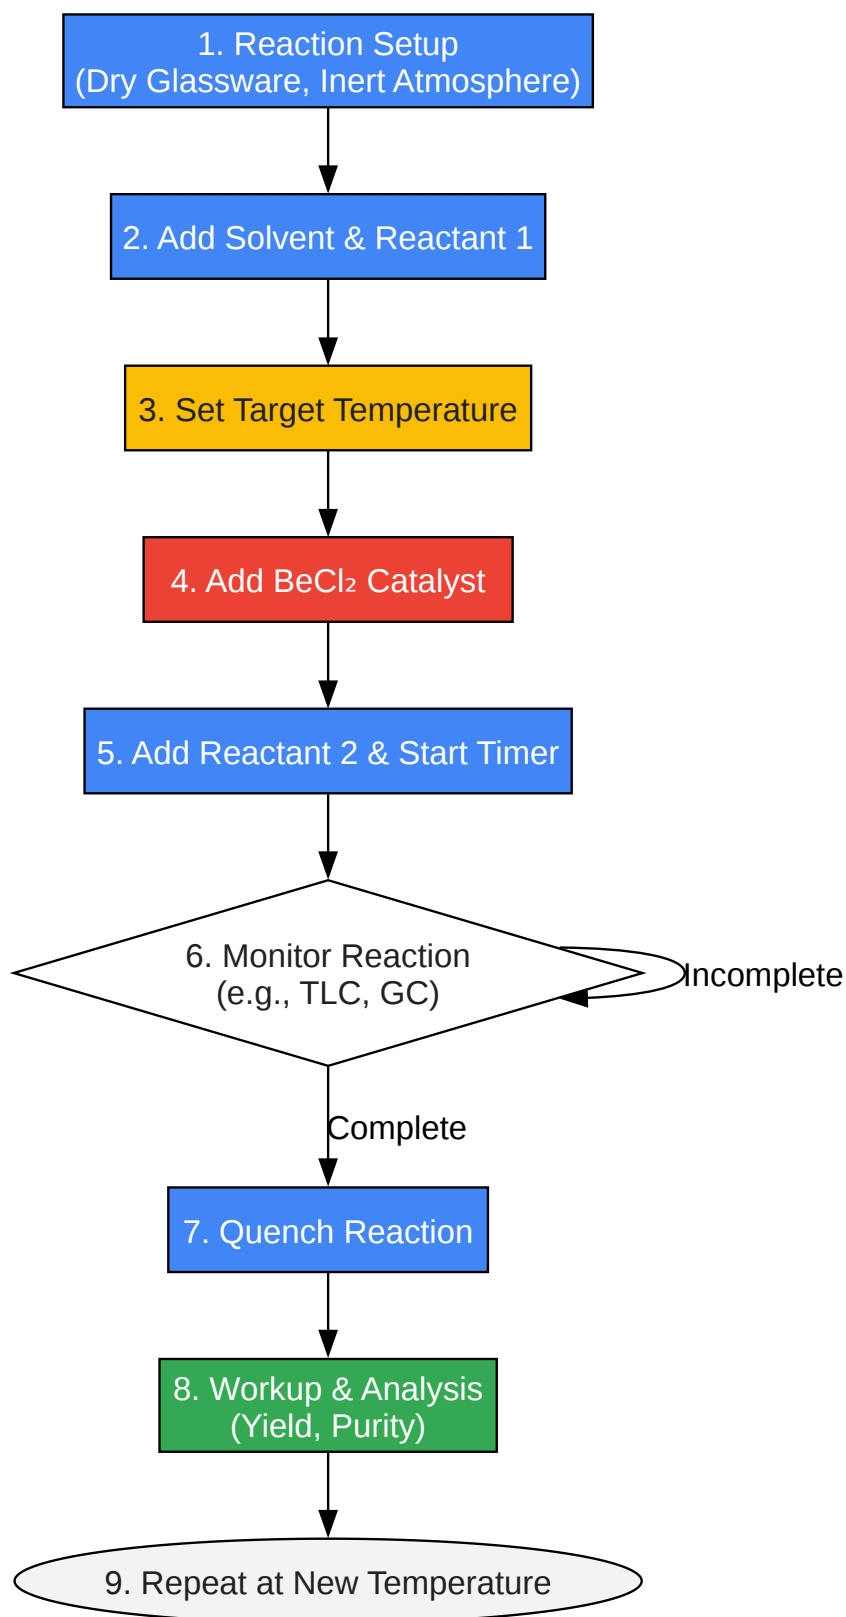 1. Reaction Setup
(Dry Glassware, Inert Atmosphere)
2. Add Solvent & Reactant 1
3. Set Target Temperature
4. Add BeCl₂ Catalyst
5. Add Reactant 2 & Start Timer
6. Monitor Reaction
(e.g., TLC, GC)
Incomplete
Complete
7. Quench Reaction
8. Workup & Analysis
(Yield, Purity)
9. Repeat at New Temperature